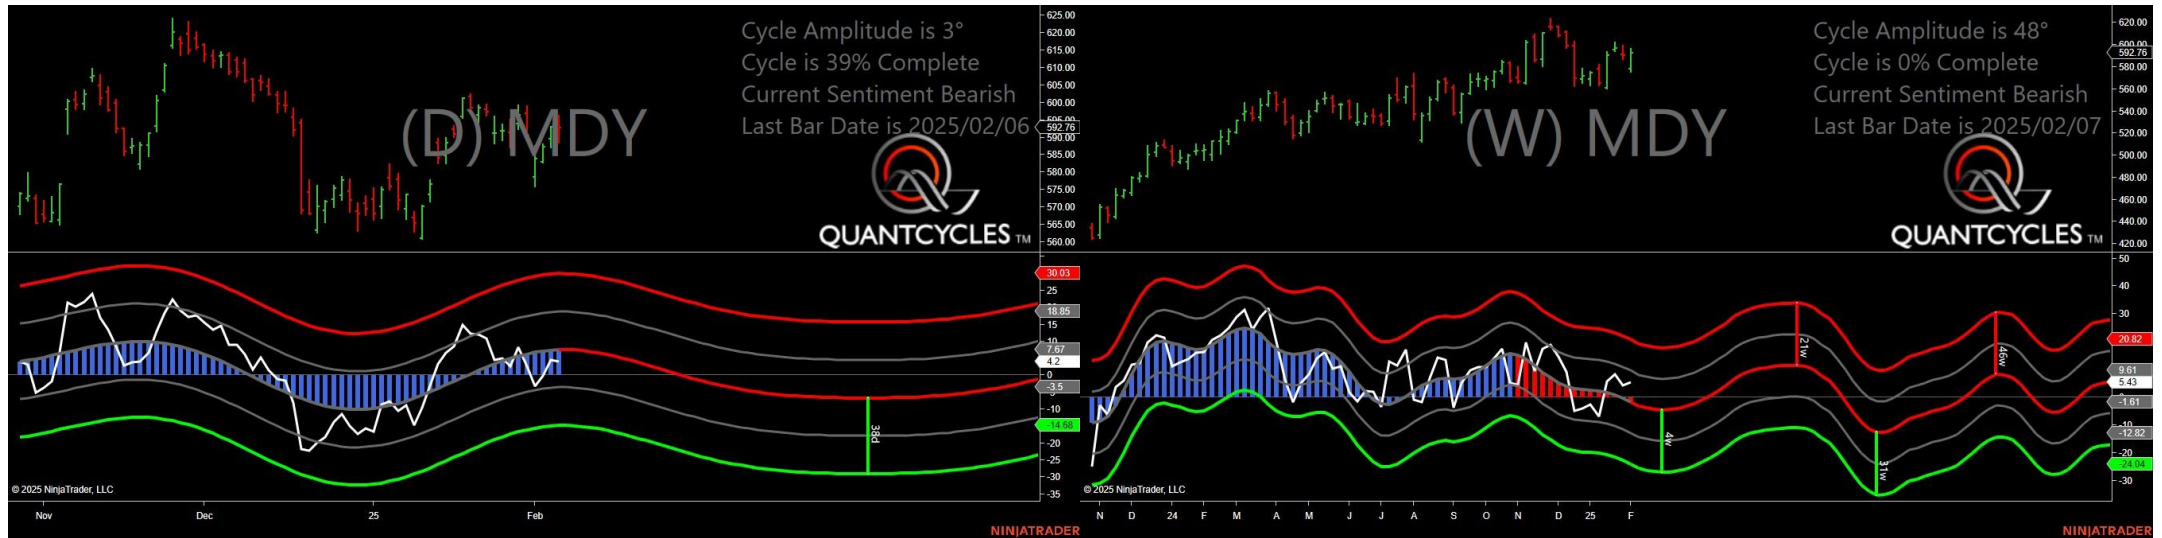 Cycle Amplitude is 3°
Cycle is 39% Complete
Current Sentiment Bearish
Last Bar Date is 2025/02/06
(D) MDY
QUANTCYCLES TM
625.00
620.00
615.00
610.00
605.00
600.00
595.00
592.76
590.00
585.00
580.00
575.00
570.00
565.00
560.00
30.03
25
18.85
15
10
7.67
4.2
0
-3.5
-10
-14.68
-20
-25
-30
-35
38d
© 2025 NinjaTrader, LLC
Nov
Dec
25
Feb
NINJATRADER
Cycle Amplitude is 48°
Cycle is 0% Complete
Current Sentiment Bearish
Last Bar Date is 2025/02/07
(W) MDY
QUANTCYCLES TM
620.00
600.00
592.76
580.00
560.00
540.00
520.00
500.00
480.00
460.00
440.00
420.00
50
40
30
20.82
9.61
5.43
-1.61
-10
-12.82
-20
-24.04
-30
21w
46w
4w
31w
© 2025 NinjaTrader, LLC
N D 24 F M A M J J A S O N D 25 F
NINJATRADER